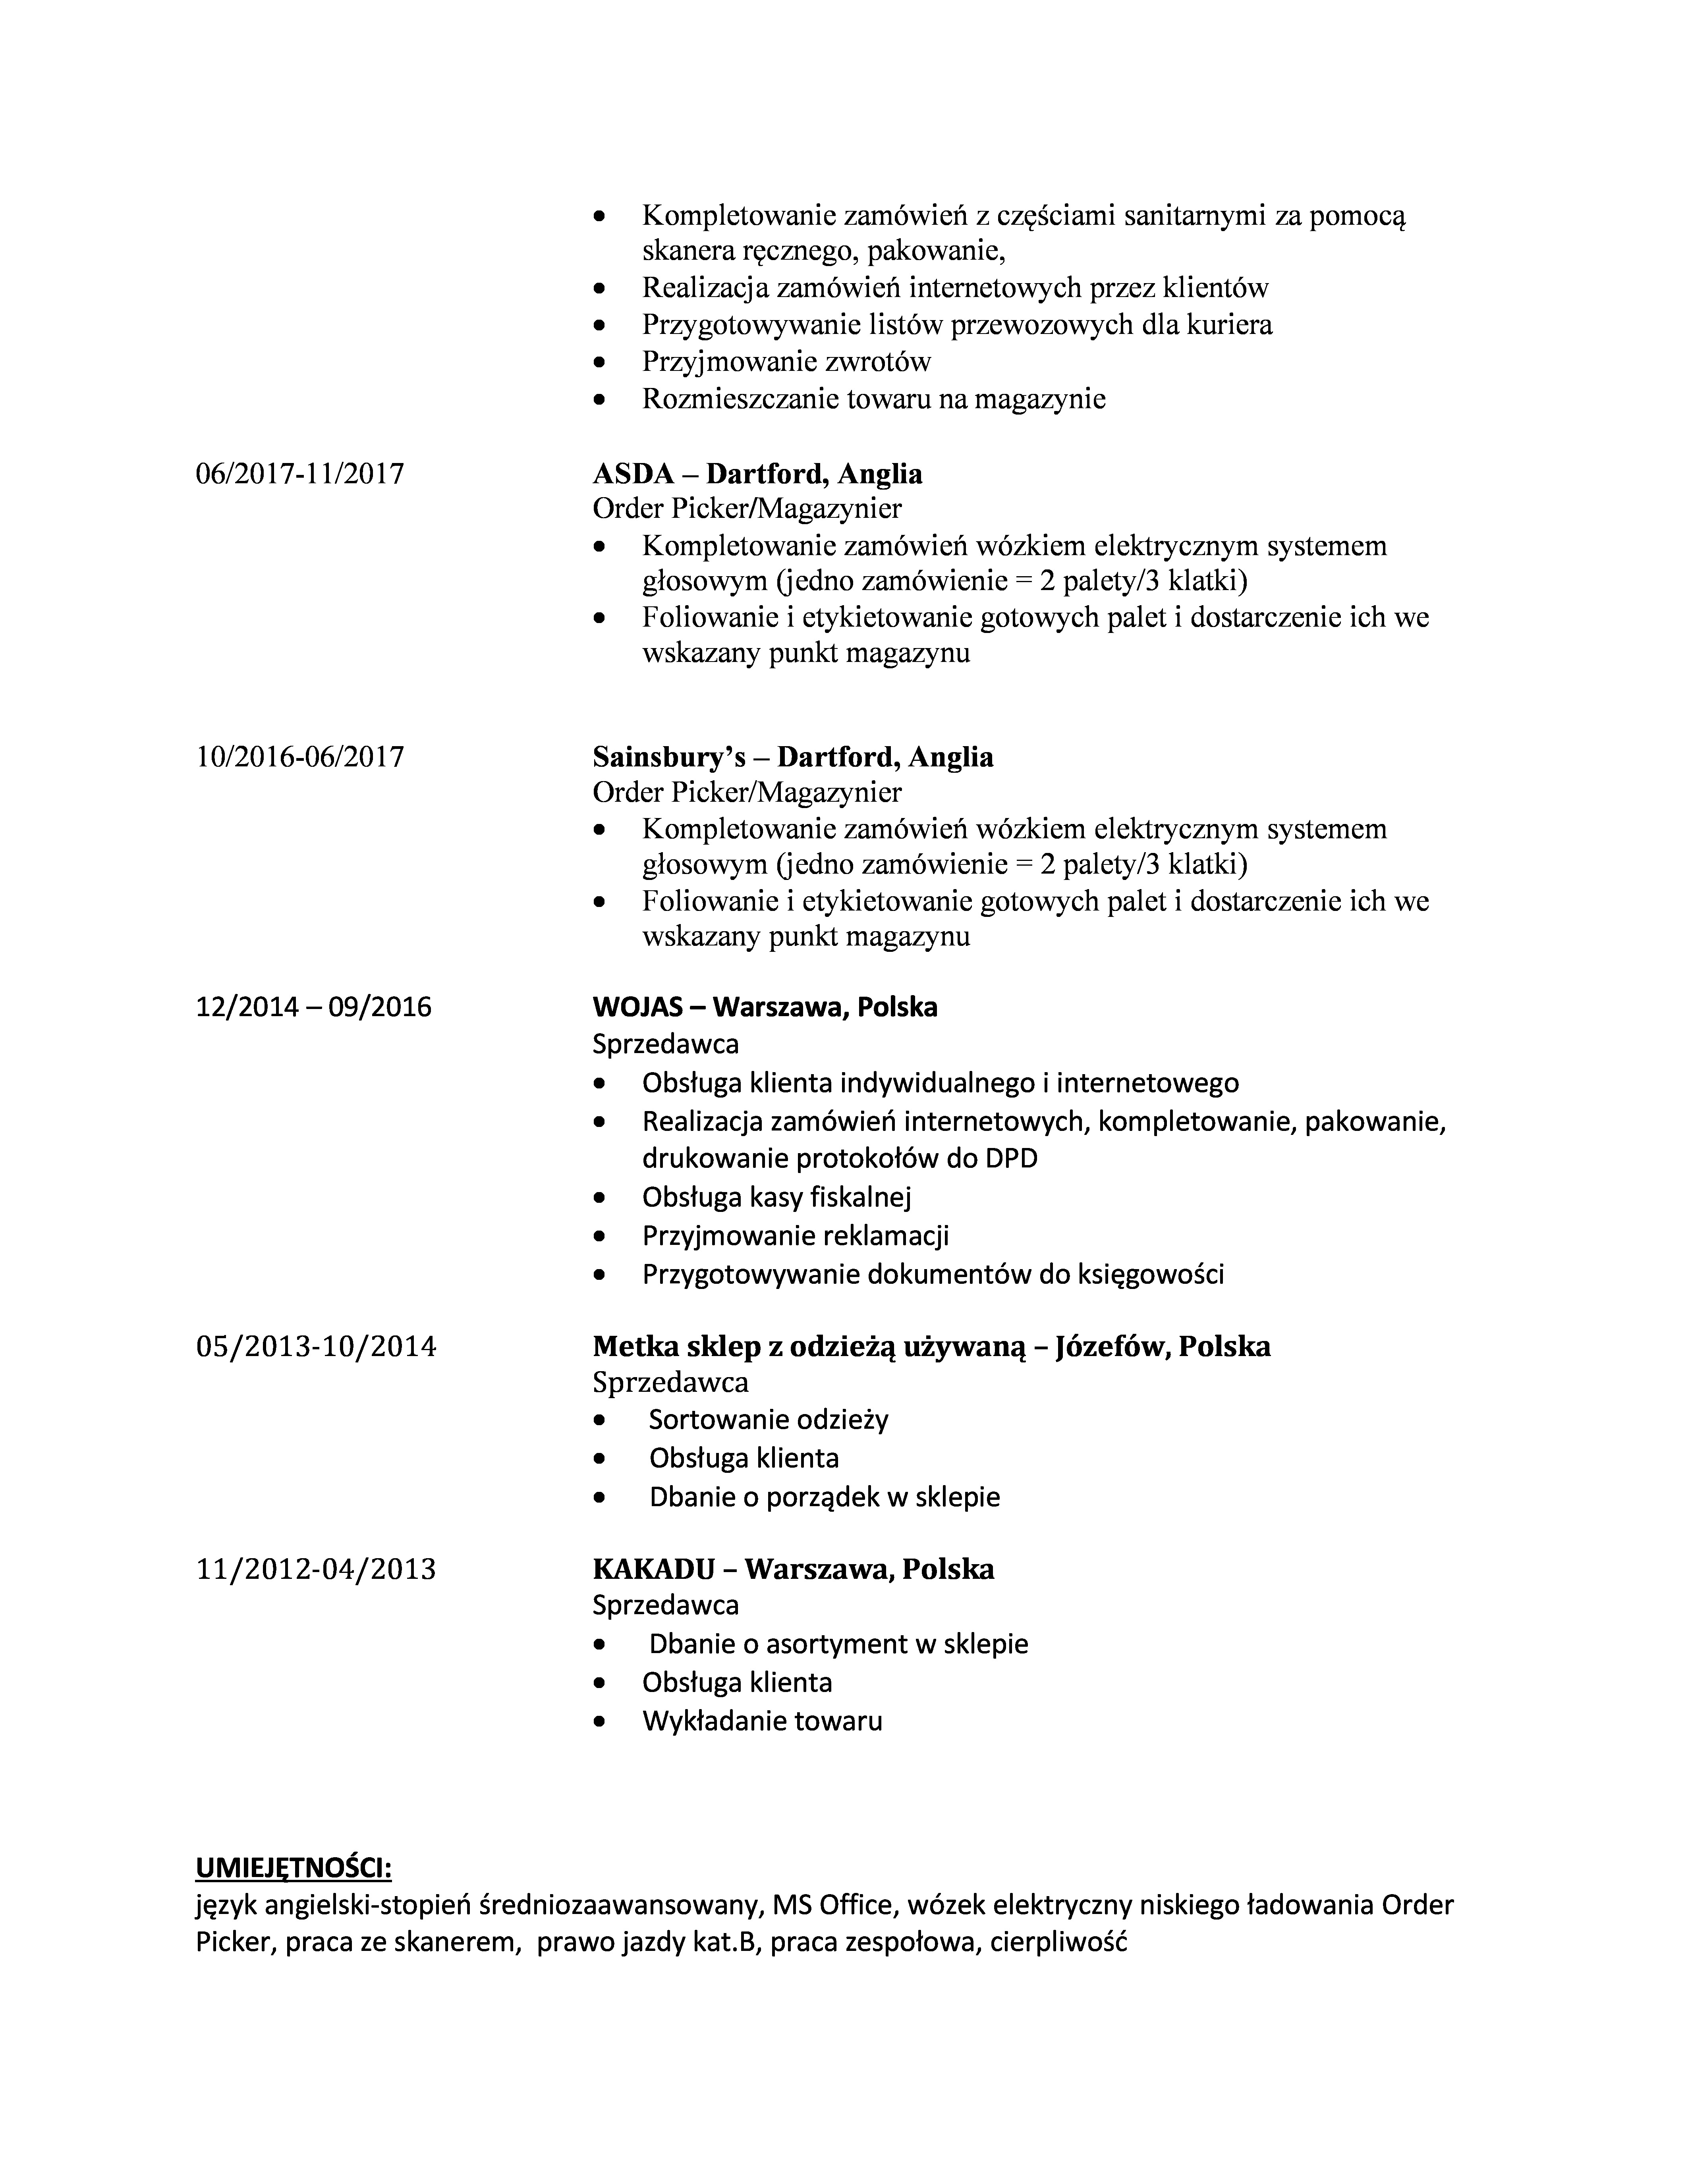 • Kompletowanie zamówień z częściami sanitarnymi za pomocą
skanera ręcznego, pakowanie,
• Realizacja zamówień internetowych przez klientów
• Przygotowywanie listów przewozowych dla kuriera
• Przyjmowanie zwrotów
• Rozmieszczanie towaru na magazynie
06/2017-11/2017 ASDA – Dartford, Anglia
Order Picker/Magazynier
• Kompletowanie zamówień wózkiem elektrycznym systemem
głosowym (jedno zamówienie = 2 palety/3 klatki)
• Foliowanie i etykietowanie gotowych palet i dostarczenie ich we
wskazany punkt magazynu
10/2016-06/2017 Sainsbury’s – Dartford, Anglia
Order Picker/Magazynier
• Kompletowanie zamówień wózkiem elektrycznym systemem
głosowym (jedno zamówienie = 2 palety/3 klatki)
• Foliowanie i etykietowanie gotowych palet i dostarczenie ich we
wskazany punkt magazynu
12/2014 – 09/2016 WOJAS – Warszawa, Polska
Sprzedawca
• Obsługa klienta indywidualnego i internetowego
• Realizacja zamówień internetowych, kompletowanie, pakowanie,
drukowanie protokołów do DPD
• Obsługa kasy fiskalnej
• Przyjmowanie reklamacji
• Przygotowywanie dokumentów do księgowości
05/2013-10/2014 Metka sklep z odzieżą używaną – Józefów, Polska
Sprzedawca
• Sortowanie odzieży
• Obsługa klienta
• Dbanie o porządek w sklepie
11/2012-04/2013 KAKADU – Warszawa, Polska
Sprzedawca
• Dbanie o asortyment w sklepie
• Obsługa klienta
• Wykładanie towaru
UMIEJĘTNOŚCI:
język angielski-stopień średniozaawansowany, MS Office, wózek elektryczny niskiego ładowania Order
Picker, praca ze skanerem, prawo jazdy kat.B, praca zespołowa, cierpliwość